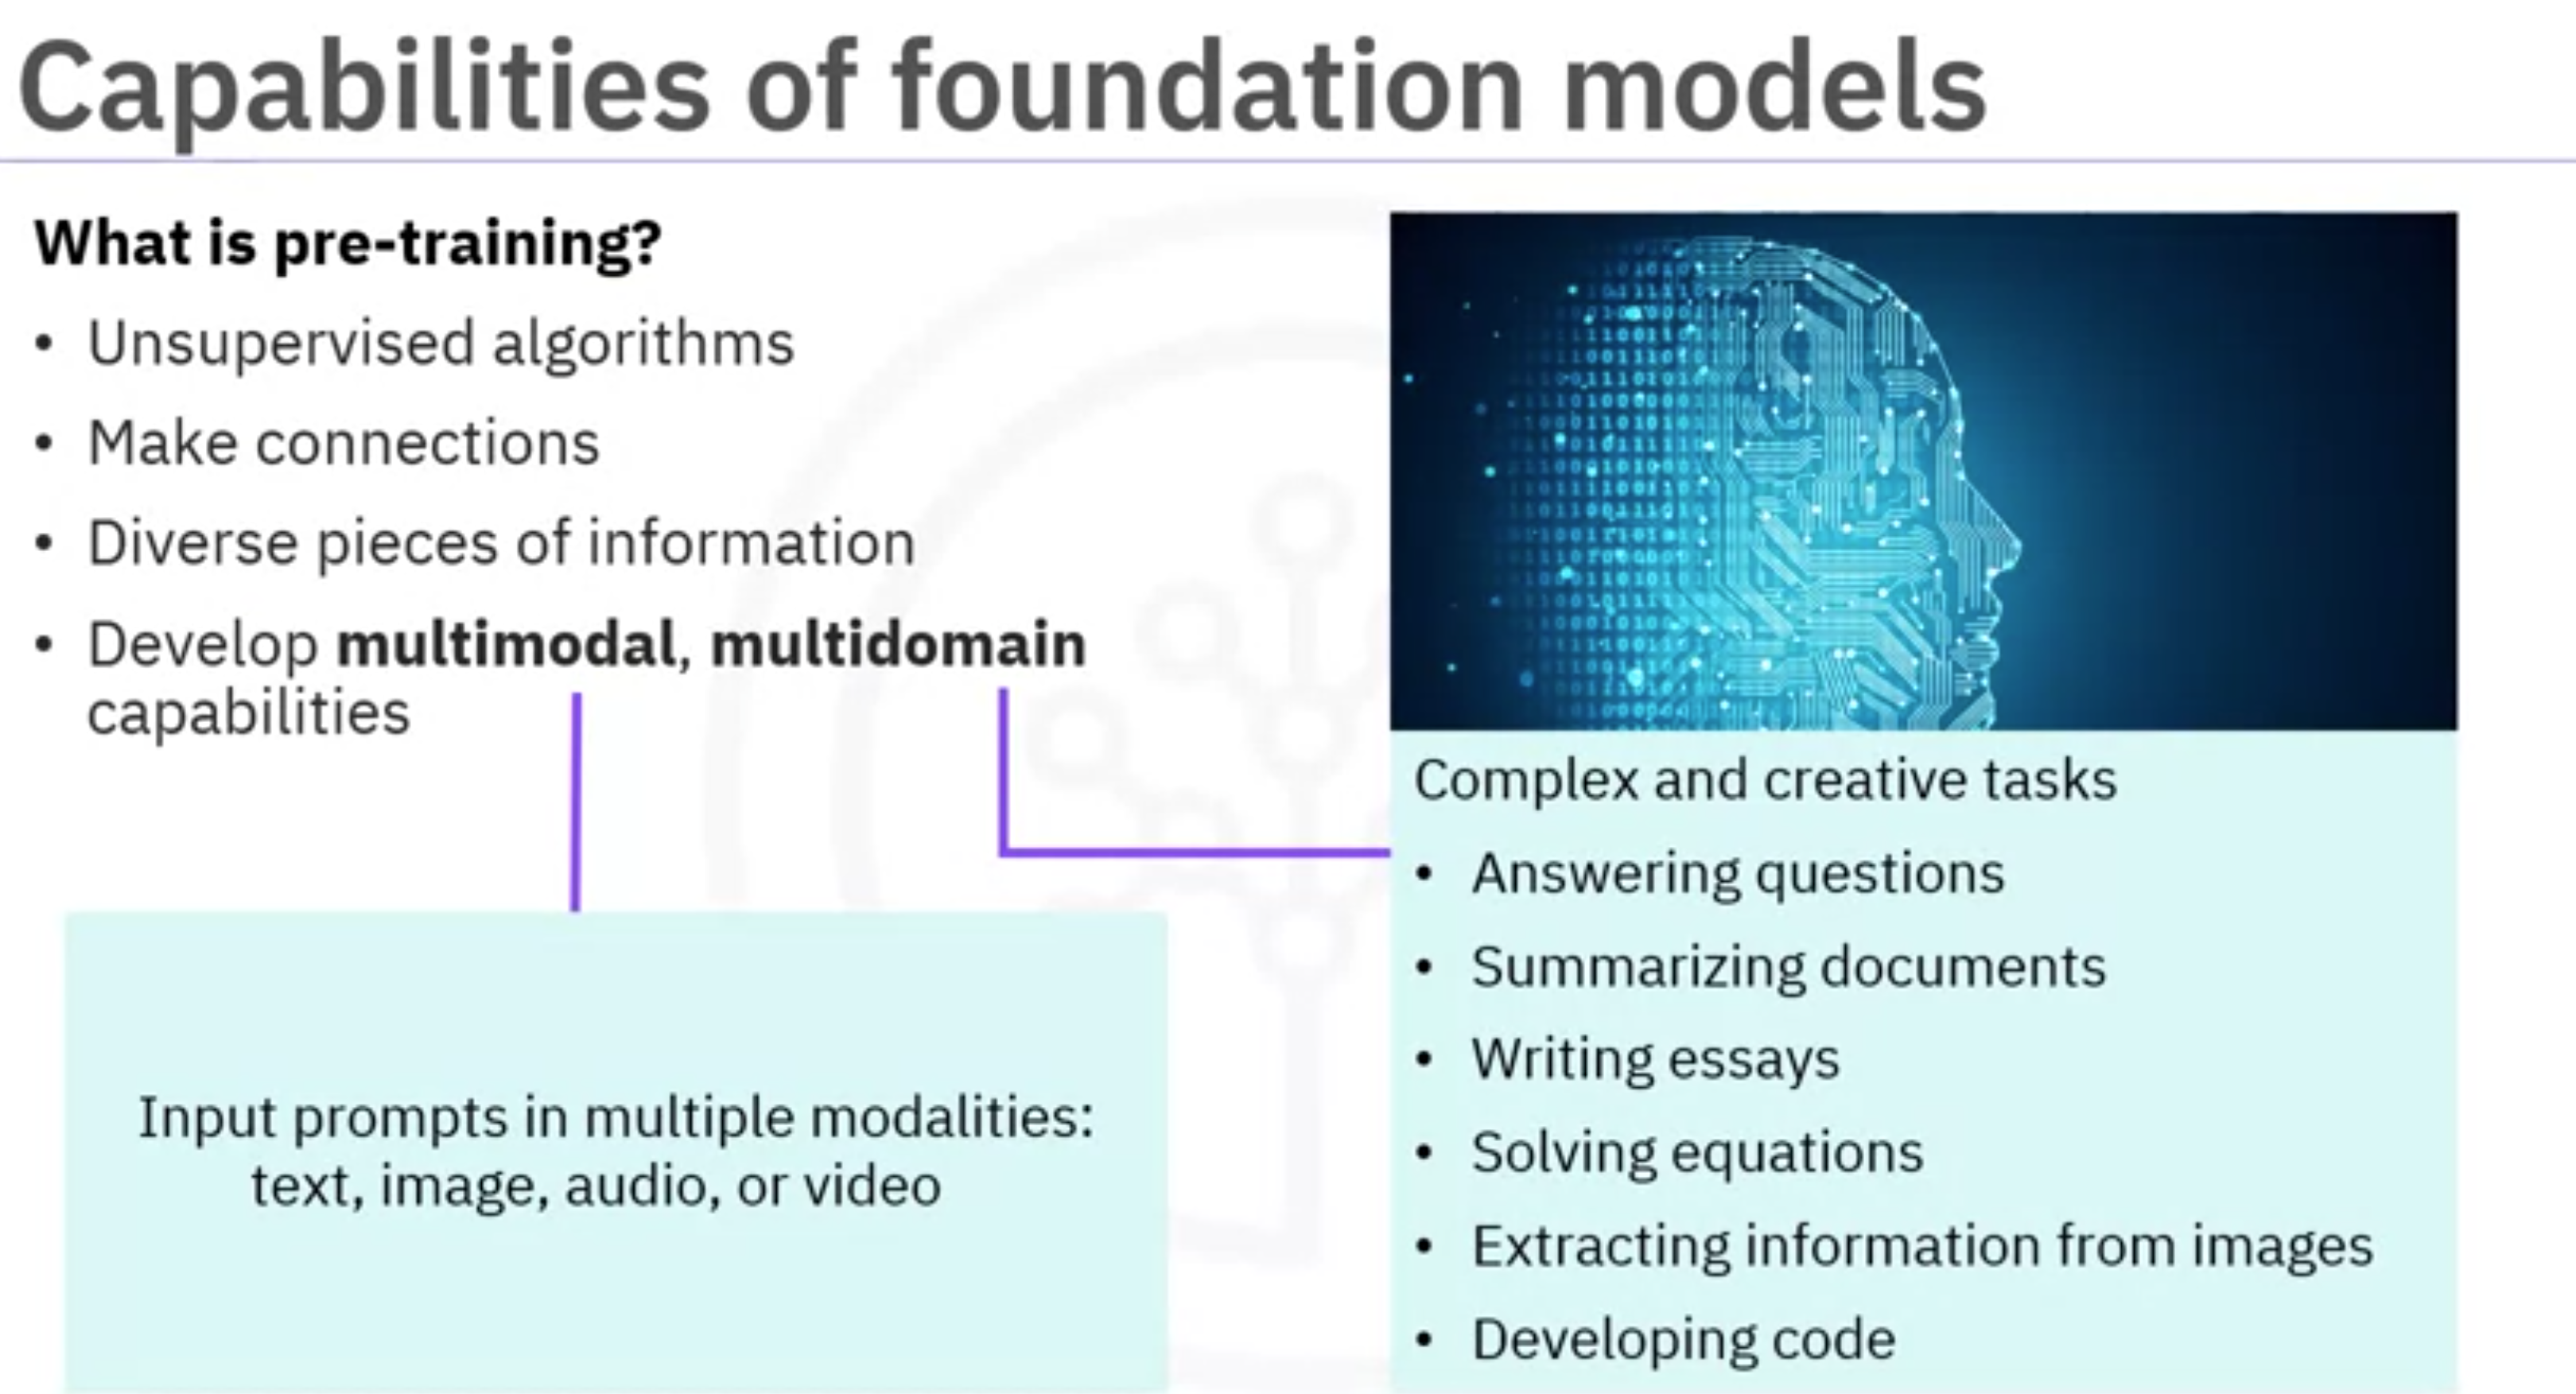 Capabilities of foundation models
What is pre-training?
• Unsupervised algorithms
• Make connections
• Diverse pieces of information
• Develop multimodal, multidomain
capabilities
Input prompts in multiple modalities:
text, image, audio, or video
Complex and creative tasks
• Answering questions
• Summarizing documents
• Writing essays
• Solving equations
• Extracting information from images
• Developing code